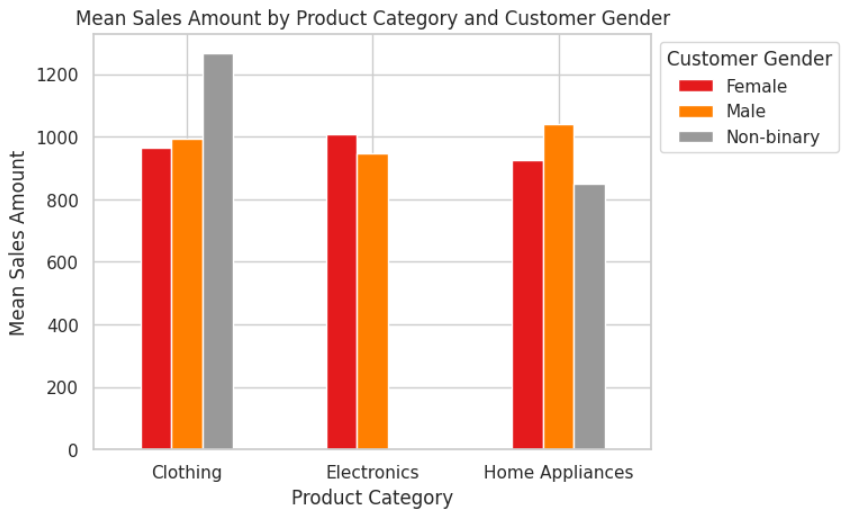 Mean Sales Amount by Product Category and Customer Gender
Customer Gender
Female
Male
Non-binary
Mean Sales Amount
1200
1000
800
600
400
200
0
Clothing
Electronics
Home Appliances
Product Category